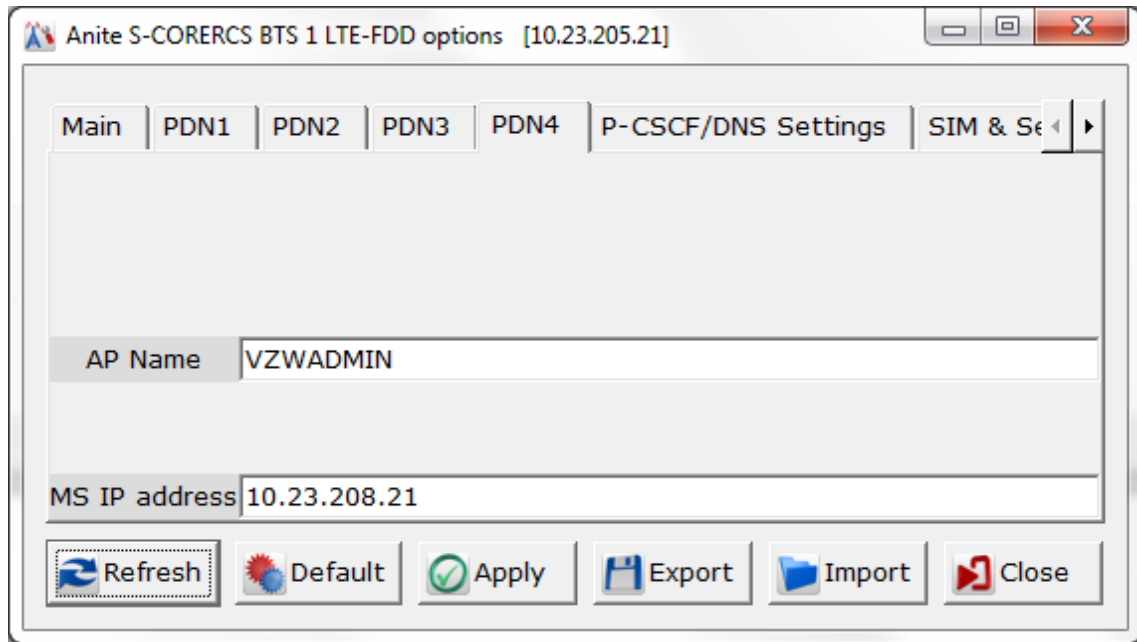 Anite S-CORERCS BTS 1 LTE-FDD options [10.23.205.21]
Main PDN1 PDN2 PDN3 PDN4 P-CSCF/DNS Settings SIM &
AP Name VZWADMIN
MS IP address 10.23.208.21
Refresh Default Apply Export Import Close